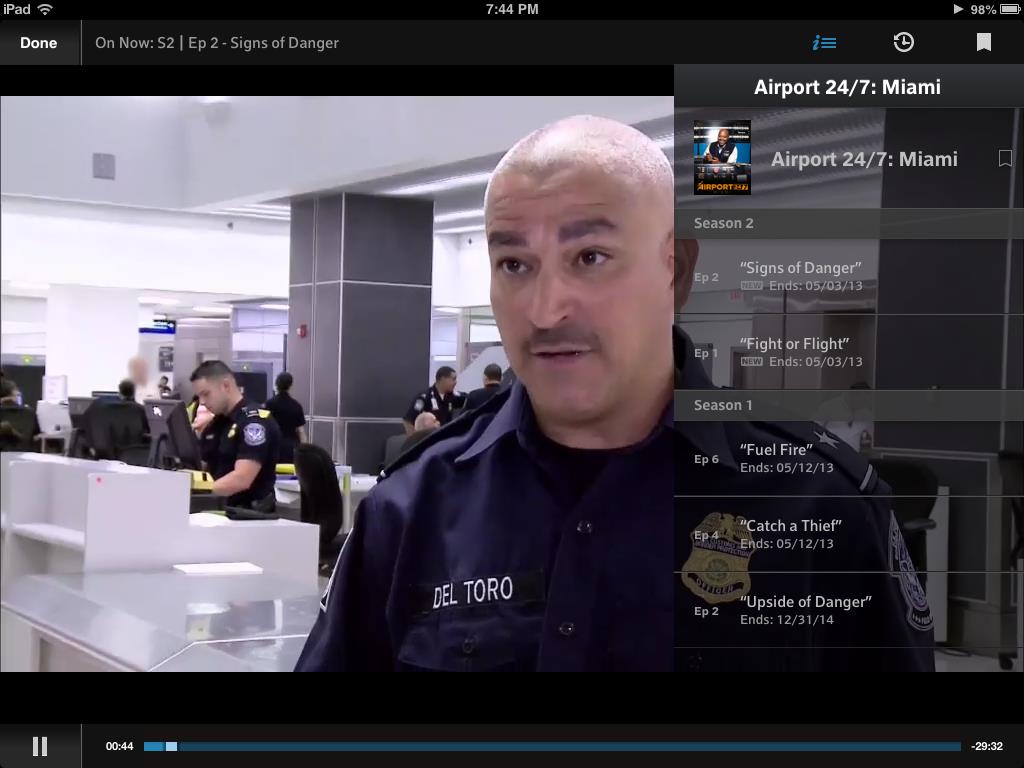 iPad
7:44 PM
98%
Done
On Now: S2 | Ep 2 - Signs of Danger
Airport 24/7: Miami
AIRPORT 24/7
Airport 24/7: Miami
Season 2
Ep 2
“Signs of Danger”
NEW Ends: 05/03/13
Ep 1
“Fight or Flight”
NEW Ends: 05/03/13
Season 1
Ep 6
“Fuel Fire”
Ends: 05/12/13
Ep 4
“Catch a Thief”
Ends: 05/12/13
Ep 2
“Upside of Danger”
Ends: 12/31/14
DEL TORO
OFFICER
00:44
-29:32